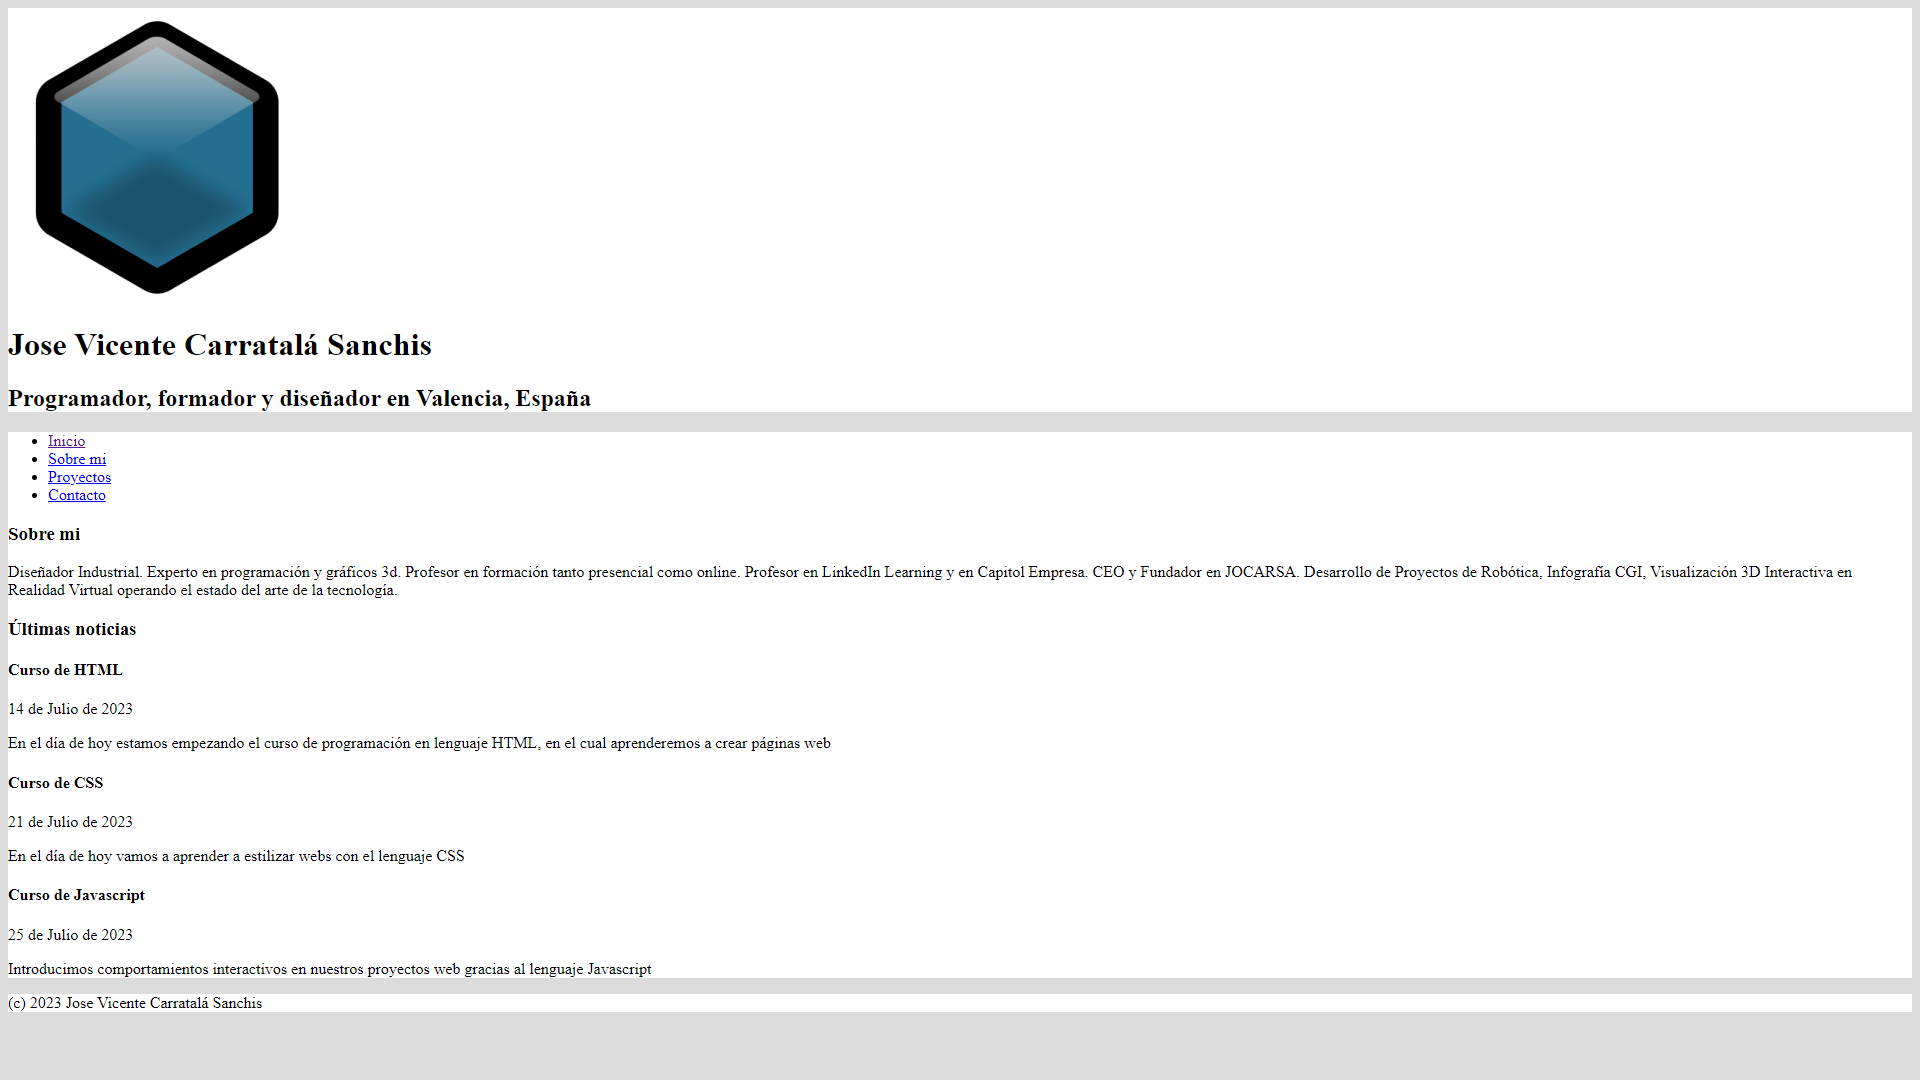 Jose Vicente Carratalá Sanchis
Programador, formador y diseñador en Valencia, España
Inicio
Sobre mi
Proyectos
Contacto
Sobre mi
Diseñador Industrial. Experto en programación y gráficos 3d. Profesor en formación tanto presencial como online. Profesor en LinkedIn Learning y en Capitol Empresa. CEO y Fundador en JOCARSA. Desarrollo de Proyectos de Robótica, Infografía CGI, Visualización 3D Interactiva en
Realidad Virtual operando el estado del arte de la tecnología.
Últimas noticias
Curso de HTML
14 de Julio de 2023
En el día de hoy estamos empezando el curso de programación en lenguaje HTML, en el cual aprenderemos a crear páginas web
Curso de CSS
21 de Julio de 2023
En el día de hoy vamos a aprender a estilizar webs con el lenguaje CSS
Curso de Javascript
25 de Julio de 2023
Introducimos comportamientos interactivos en nuestros proyectos web gracias al lenguaje Javascript
(c) 2023 Jose Vicente Carratalá Sanchis